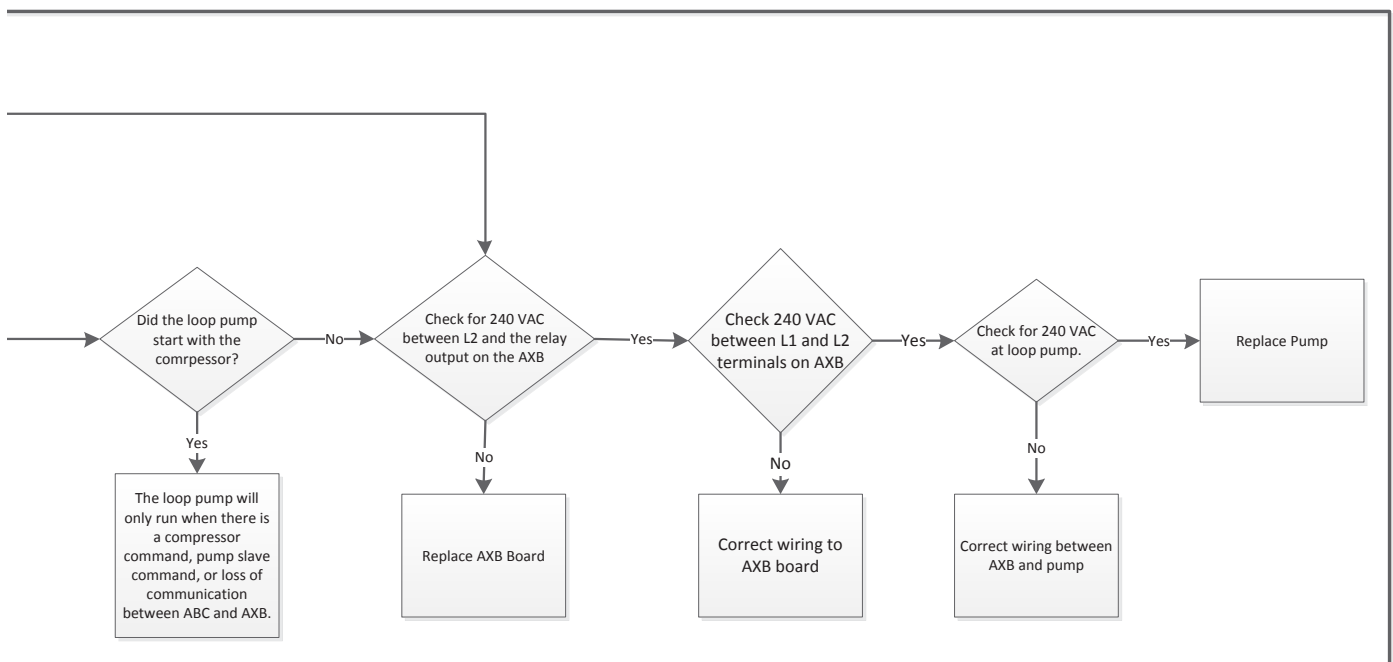 Did the loop pump
start with the
comrpessor?
No
Check for 240 VAC
between L2 and the relay
output on the AXB
Yes
Check 240 VAC
between L1 and L2
terminals on AXB
Yes
Check for 240 VAC
at loop pump.
Yes
Replace Pump
Yes
No
No
No
The loop pump will
only run when there is
a compressor
command, pump slave
command, or loss of
communication
between ABC and AXB.
Replace AXB Board
Correct wiring to
AXB board
Correct wiring between
AXB and pump